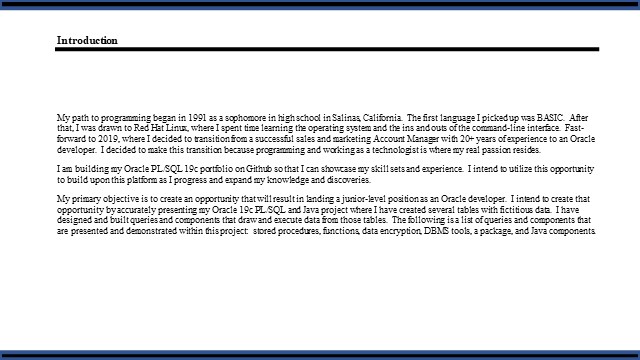 Introduction
My path to programming began in 1991 as a sophomore in high school in Salinas, California. The first language I picked up was BASIC. After
that, I was drawn to Red Hat Linux, where I spent time learning the operating system and the ins and outs of the command-line interface. Fast-
forward to 2019, where I decided to transition from a successful sales and marketing Account Manager with 20+ years of experience to an Oracle
developer. I decided to make this transition because programming and working as a technologist is where my real passion resides.
I am building my Oracle PL/SQL 19c portfolio on Github so that I can showcase my skill sets and experience. I intend to utilize this opportunity
to build upon this platform as I progress and expand my knowledge and discoveries.
My primary objective is to create an opportunity that will result in landing a junior-level position as an Oracle developer. I intend to create that
opportunity by accurately presenting my Oracle 19c PL/SQL and Java project where I have created several tables with fictitious data. I have
designed and built queries and components that draw and execute data from those tables. The following is a list of queries and components that
are presented and demonstrated within this project: stored procedures, functions, data encryption, DBMS tools, a package, and Java components.